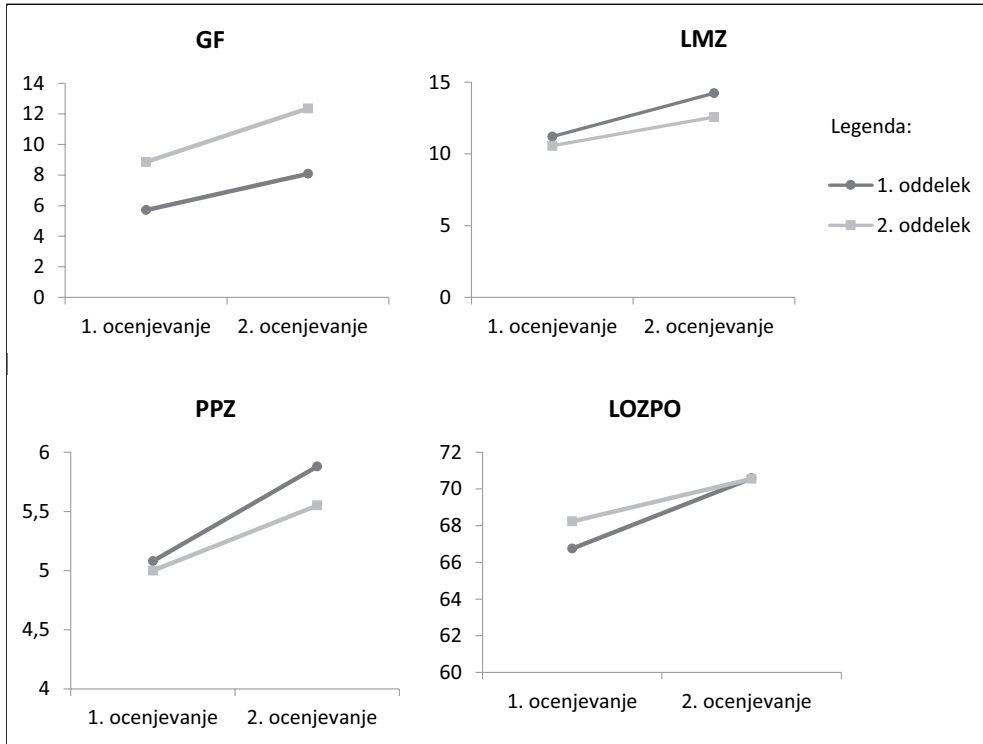 GF
14
12
10
8
6
4
2
0
1. ocenjevanje 2. ocenjevanje
LMZ
15
10
5
0
1. ocenjevanje 2. ocenjevanje
Legenda:
1. oddelek
2. oddelek
PPZ
6
5,5
5
4,5
4
1. ocenjevanje 2. ocenjevanje
LOZPO
72
70
68
66
64
62
60
1. ocenjevanje 2. ocenjevanje